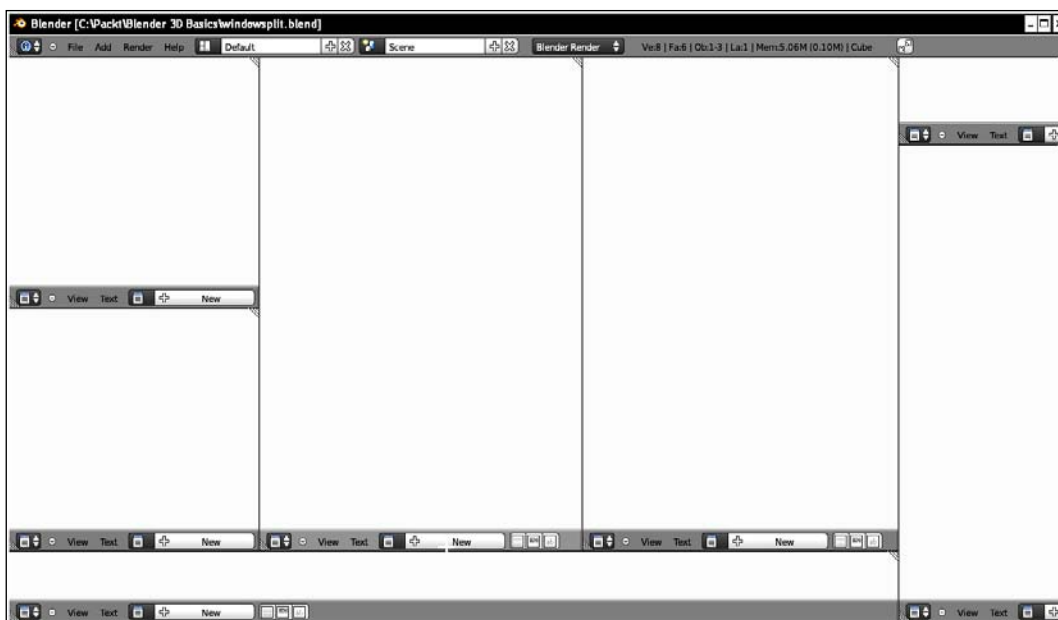 Blender [C:\Packt\Blender 3D Basics\windowsplit.blend]
File Add Render Help Default Scene Blender Render Ve:8 | Fa:6 | Ob:1-3 | La:1 | Mem:5.06M (0.10M) | Cube
View Text
View Text New
View Text New
View Text New
View Text New
View Text New
View Text